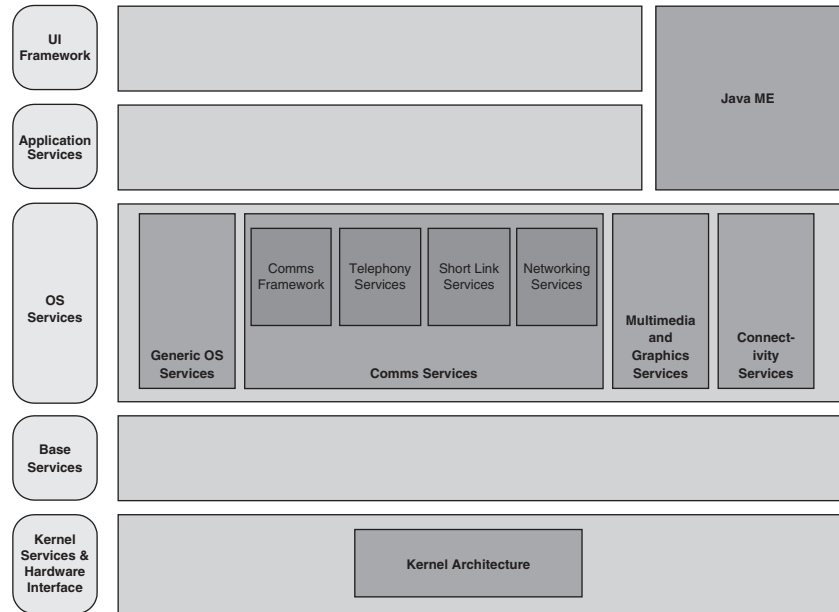 UI
Framework
Java ME
Application
Services
OS
Services
Comms
Framework
Telephony
Services
Short Link
Services
Networking
Services
Generic OS
Services
Comms Services
Multimedia
and
Graphics
Services
Connect-
ivity
Services
Base
Services
Kernel
Services &
Hardware
Interface
Kernel Architecture